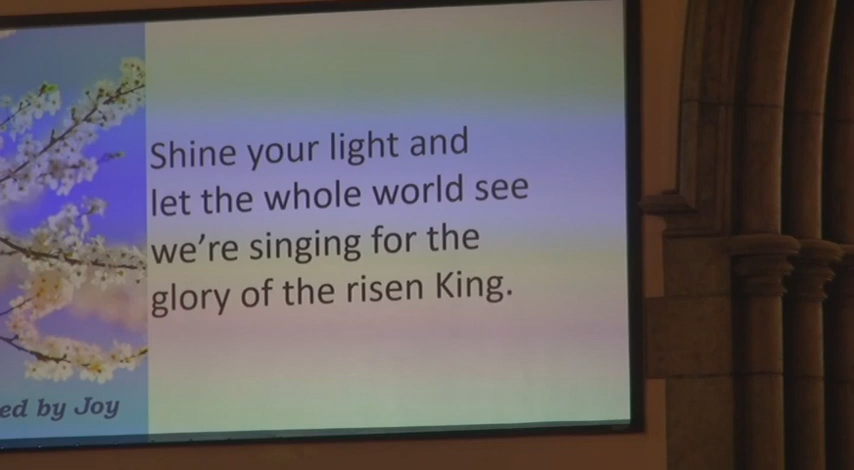 Shine your light and
let the whole world see
we're singing for the
glory of the risen King.
ed by Joy